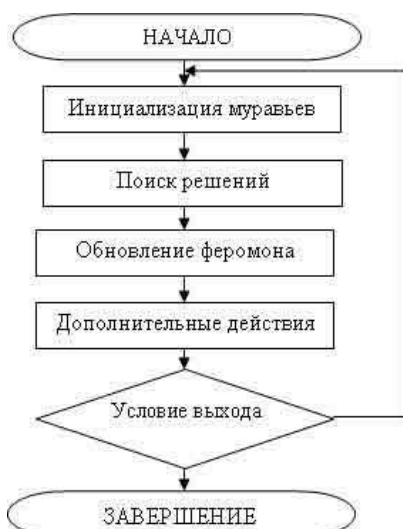 НАЧАЛО
Инициализация муравьев
Поиск решений
Обновление феромона
Дополнительные действия
Условие выхода
ЗАВЕРШЕНИЕ